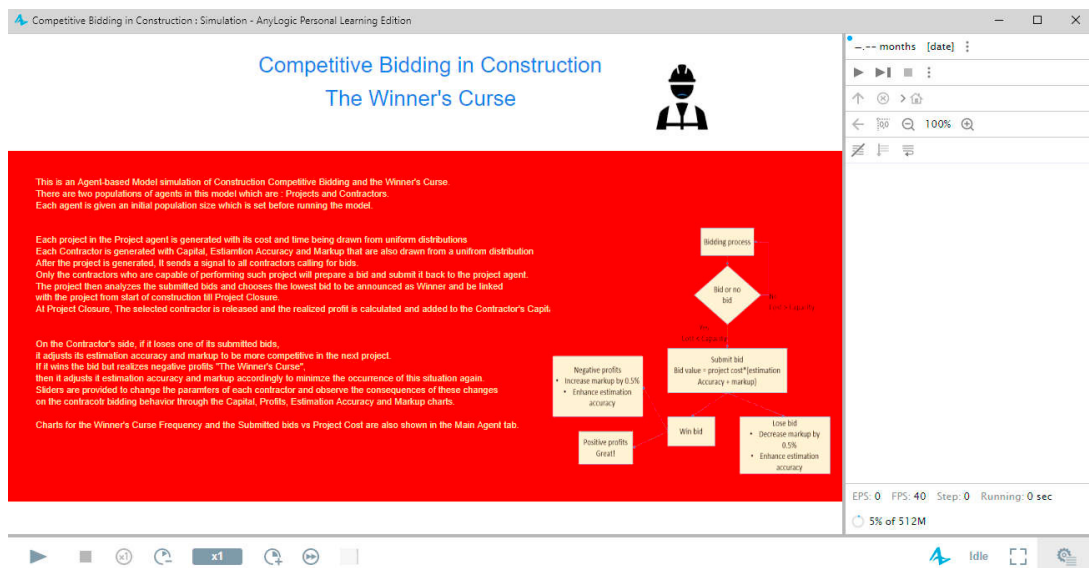 Competitive Bidding in Construction : Simulation - AnyLogic Personal Learning Edition
Competitive Bidding in Construction
The Winner's Curse
This is an Agent-based Model simulation of Construction Competitive Bidding and the Winner's Curse.
There are two populations of agents in this model which are : Projects and Contractors.
Each agent is given an initial population size which is set before running the model.
Each project in the Project agent is generated with its cost and time being drawn from uniform distributions
Each Contractor is generated with Capital, Estiamtion Accuracy and Markup that are also drawn from a unifrom distribution
After the project is generated, It sends a signal to all contractors calling for bids.
Only the contractors who are capable of performing such project will prepare a bid and submit it back to the project agent.
The project then analyzes the submitted bids and chooses the lowest bid to be announced as Winner and be linked
with the project from start of construction till Project Closure.
At Project Closure, The selected contractor is released and the realized profit is calculated and added to the Contractor's Capit
On the Contractor's side, if it loses one of its submitted bids,
it adjusts its estimation accuracy and markup to be more competitive in the next project.
If it wins the bid but realizes negative profits "The Winner's Curse",
then it adjusts it estimation accuracy and markup accordingly to minimze the occurrence of this situation again.
Sliders are provided to change the paramters of each contractor and observe the consequences of these changes
on the contracotr bidding behavior through the Capital, Profits, Estimation Accuracy and Markup charts.
Charts for the Winner's Curse Frequency and the Submitted bids vs Project Cost are also shown in the Main Agent tab.
Bidding process
Bid or no
bid
No
Cost > Capacity
Yes
Cost < Capacity
Submit bid
Bid value = project cost*(estimation
Accuracy + markup)
Negative profits
• Increase markup by 0.5%
• Enhance estimation
accuracy
Win bid
Positive profits
Great!
Lose bid
• Decrease markup by
0.5%
• Enhance estimation
accuracy
–.–– months [date]
100%
EPS: 0 FPS: 40 Step: 0 Running: 0 sec
5% of 512M
x1
x1
Idle